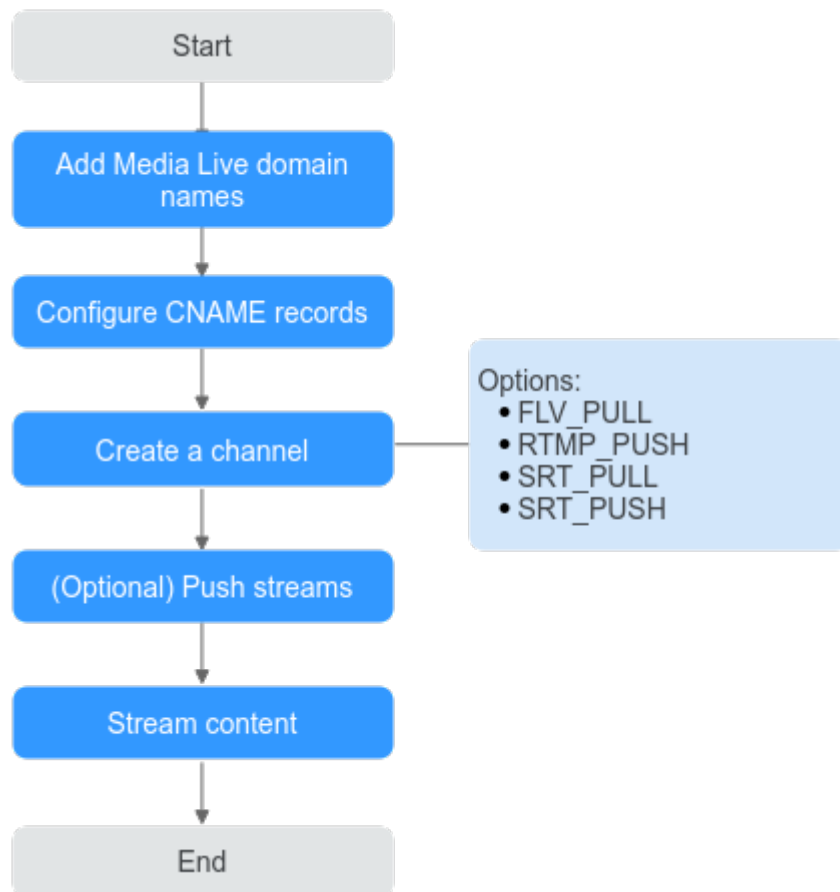 Start
Add Media Live domain
names
Configure CNAME records
Create a channel
Options:
• FLV_PULL
• RTMP_PUSH
• SRT_PULL
• SRT_PUSH
(Optional) Push streams
Stream content
End